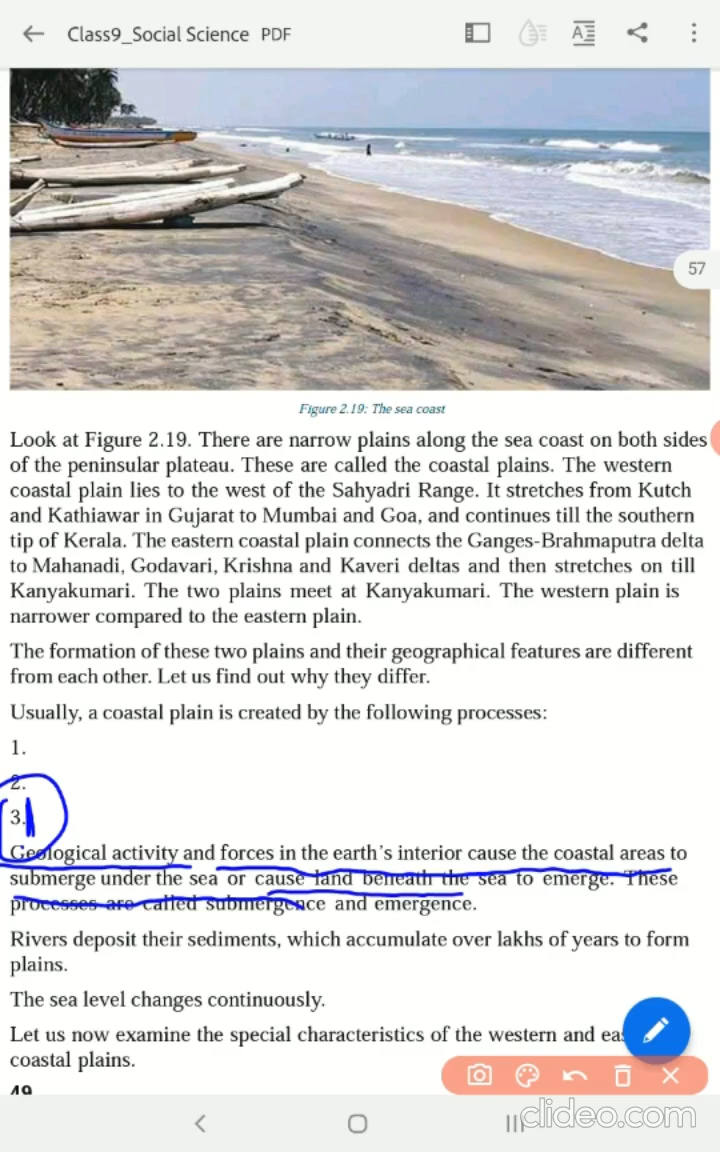 Class9_Social Science PDF
57
Figure 2.19: The sea coast
Look at Figure 2.19. There are narrow plains along the sea coast on both sides
of the peninsular plateau. These are called the coastal plains. The western
coastal plain lies to the west of the Sahyadri Range. It stretches from Kutch
and Kathiawar in Gujarat to Mumbai and Goa, and continues till the southern
tip of Kerala. The eastern coastal plain connects the Ganges-Brahmaputra delta
to Mahanadi, Godavari, Krishna and Kaveri deltas and then stretches on till
Kanyakumari. The two plains meet at Kanyakumari. The western plain is
narrower compared to the eastern plain.
The formation of these two plains and their geographical features are different
from each other. Let us find out why they differ.
Usually, a coastal plain is created by the following processes:
1.
2.
3. 1
Geological activity and forces in the earth's interior cause the coastal areas to
submerge under the sea or cause land beneath the sea to emerge. These
processes are called submergence and emergence.
Rivers deposit their sediments, which accumulate over lakhs of years to form
plains.
The sea level changes continuously.
Let us now examine the special characteristics of the western and
coastal plains.
49
clideo.com